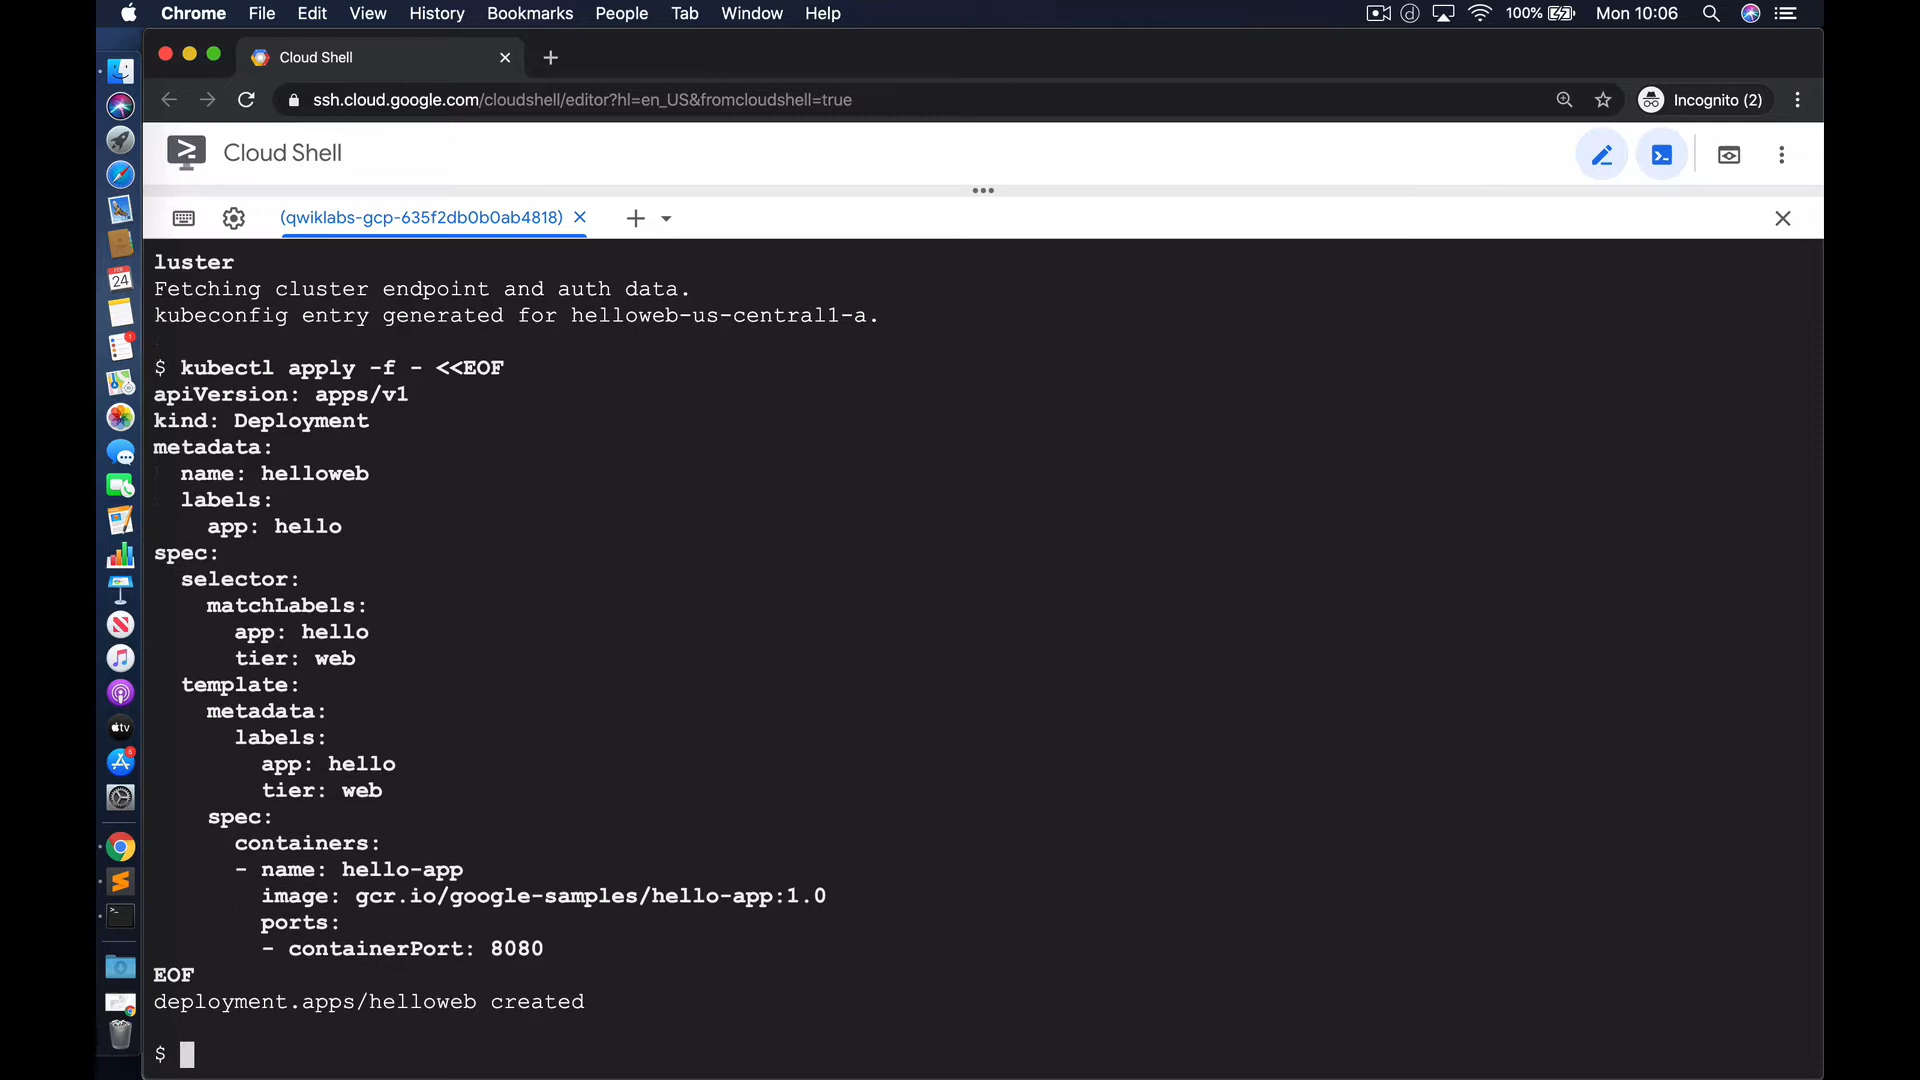 Chrome File Edit View History Bookmarks People Tab Window Help 100% Mon 10:06
Cloud Shell
ssh.cloud.google.com/cloudshell/editor?hl=en_US&fromcloudshell=true Incognito (2)
Cloud Shell
(qwiklabs-gcp-635f2db0b0ab4818)
luster
Fetching cluster endpoint and auth data.
kubeconfig entry generated for helloweb-us-central1-a.
$ kubectl apply -f - <<EOF
apiVersion: apps/v1
kind: Deployment
metadata:
  name: helloweb
  labels:
    app: hello
spec:
  selector:
    matchLabels:
      app: hello
      tier: web
  template:
    metadata:
      labels:
        app: hello
        tier: web
    spec:
      containers:
      - name: hello-app
        image: gcr.io/google-samples/hello-app:1.0
        ports:
        - containerPort: 8080
EOF
deployment.apps/helloweb created
$
FEB
24
1
tv
5